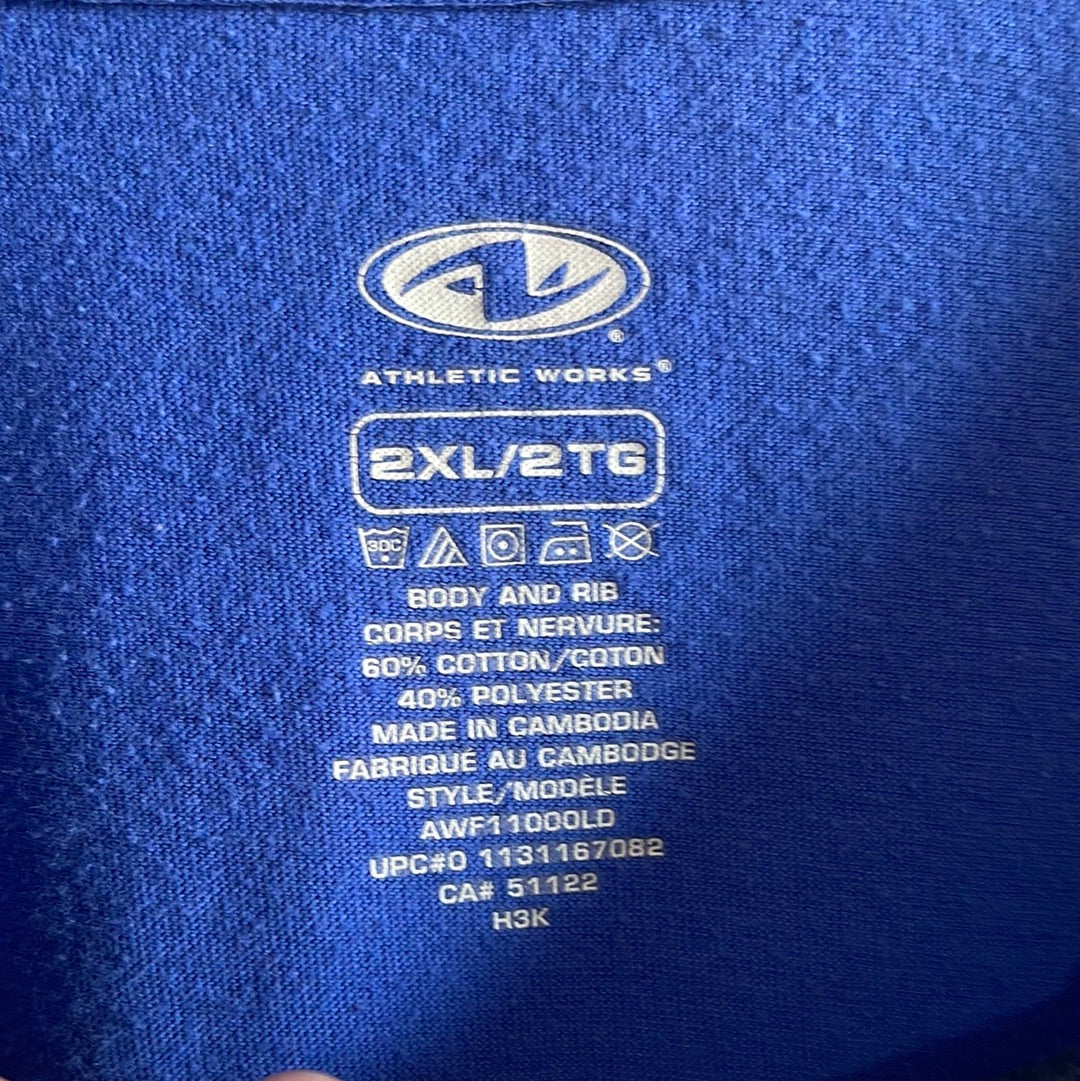 ATHLETIC WORKS®
2XL/2TG
30C
BODY AND RIB
CORPS ET NERVURE:
60% COTTON/COTON
40% POLYESTER
MADE IN CAMBODIA
FABRIQUÉ AU CAMBODGE
STYLE/MODÈLE
AWF11000LD
UPC#0 1131167082
CA# 51122
H3K